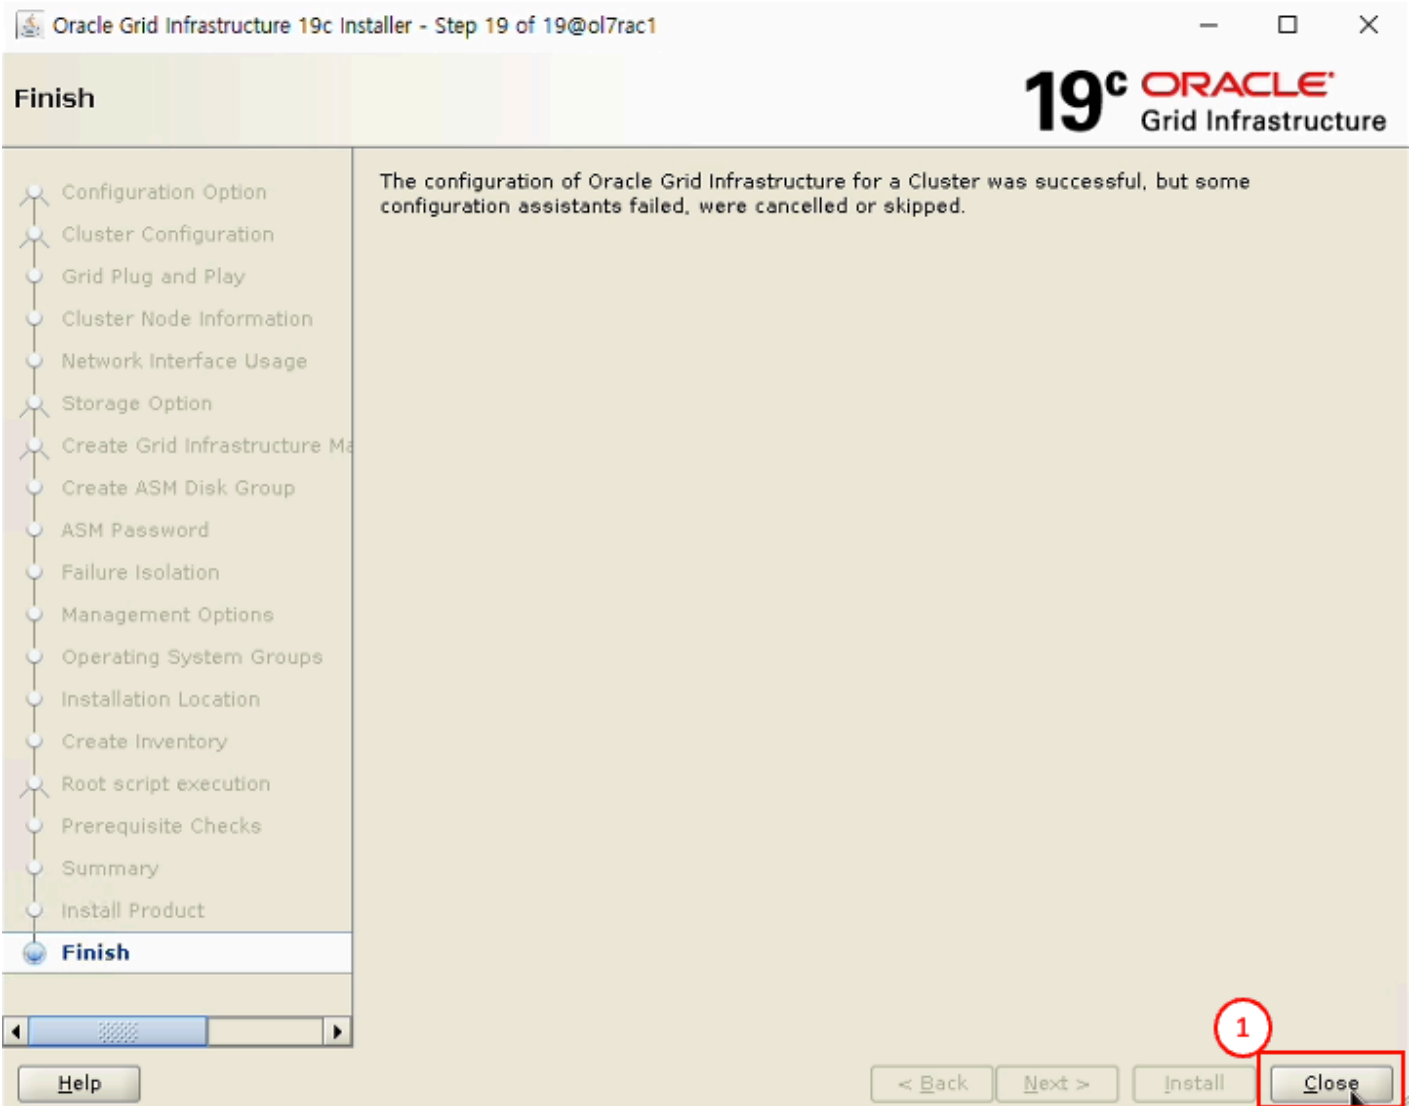 Oracle Grid Infrastructure 19c Installer - Step 19 of 19@ol7rac1
Finish
19c ORACLE
Grid Infrastructure
Configuration Option
Cluster Configuration
Grid Plug and Play
Cluster Node Information
Network Interface Usage
Storage Option
Create Grid Infrastructure Ma
Create ASM Disk Group
ASM Password
Failure Isolation
Management Options
Operating System Groups
Installation Location
Create Inventory
Root script execution
Prerequisite Checks
Summary
Install Product
Finish
The configuration of Oracle Grid Infrastructure for a Cluster was successful, but some
configuration assistants failed, were cancelled or skipped.
1
Help
< Back
Next >
Install
Close